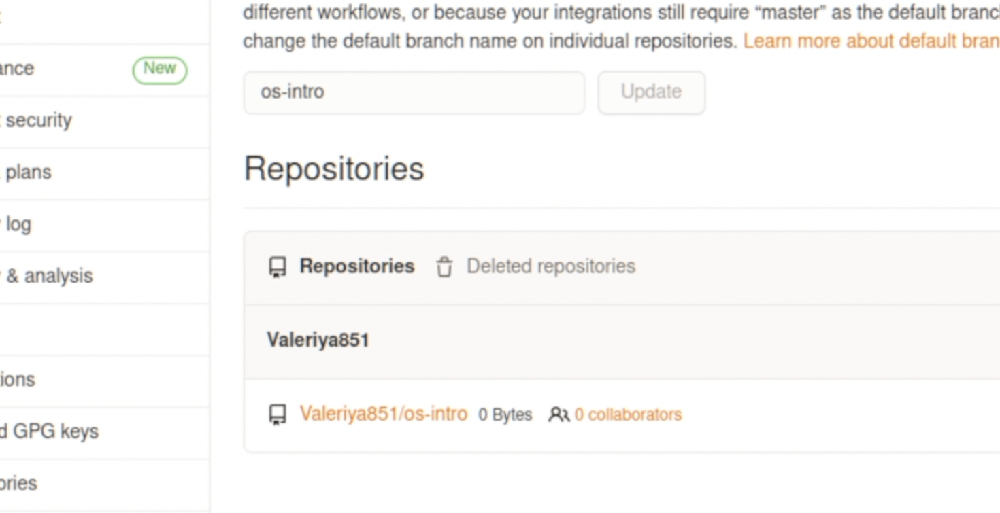 different workflows, or because your integrations still require “master” as the default
change the default branch name on individual repositories. Learn more about default
ance New
os-intro Update
security
plans
Repositories
log
Repositories Deleted repositories
& analysis
Valeriya851
ions
Valeriya851/os-intro 0 Bytes 0 collaborators
GPG keys
ories